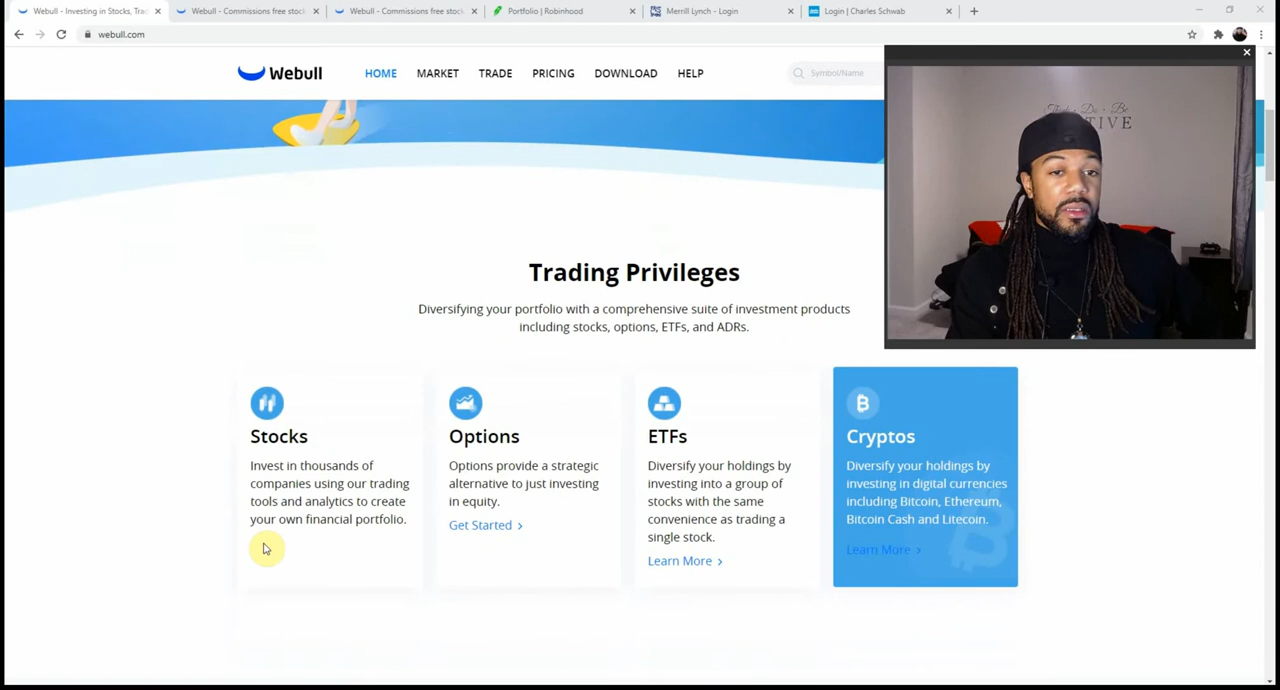 Webull - Investing in Stocks, Trac
Webull - Commissions free stoc
Webull - Commissions free stoc
Portfolio | Robinhood
Merrill Lynch - Login
Login | Charles Schwab
webull.com
Webull
HOME
MARKET
TRADE
PRICING
DOWNLOAD
HELP
Symbol/Name
Trading Privileges
Diversifying your portfolio with a comprehensive suite of investment products
including stocks, options, ETFs, and ADRs.
Stocks
Invest in thousands of
companies using our trading
tools and analytics to create
your own financial portfolio.
Options
Options provide a strategic
alternative to just investing
in equity.
Get Started >
ETFs
Diversify your holdings by
investing into a group of
stocks with the same
convenience as trading a
single stock.
Learn More >
Cryptos
Diversify your holdings by
investing in digital currencies
including Bitcoin, Ethereum,
Bitcoin Cash and Litecoin.
Learn More >